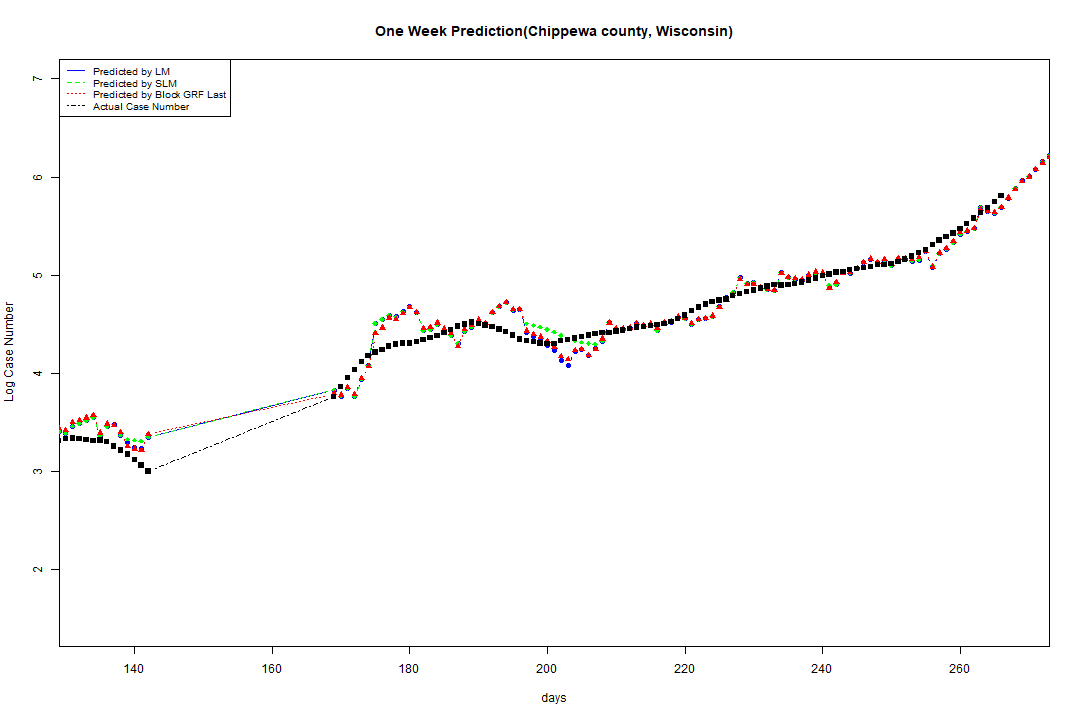 One Week Prediction(Chippewa county, Wisconsin)
Predicted by LM
Predicted by SLM
Predicted by Block GRF Last
Actual Case Number
7
6
5
4
3
2
Log Case Number
140 160 180 200 220 240 260
days